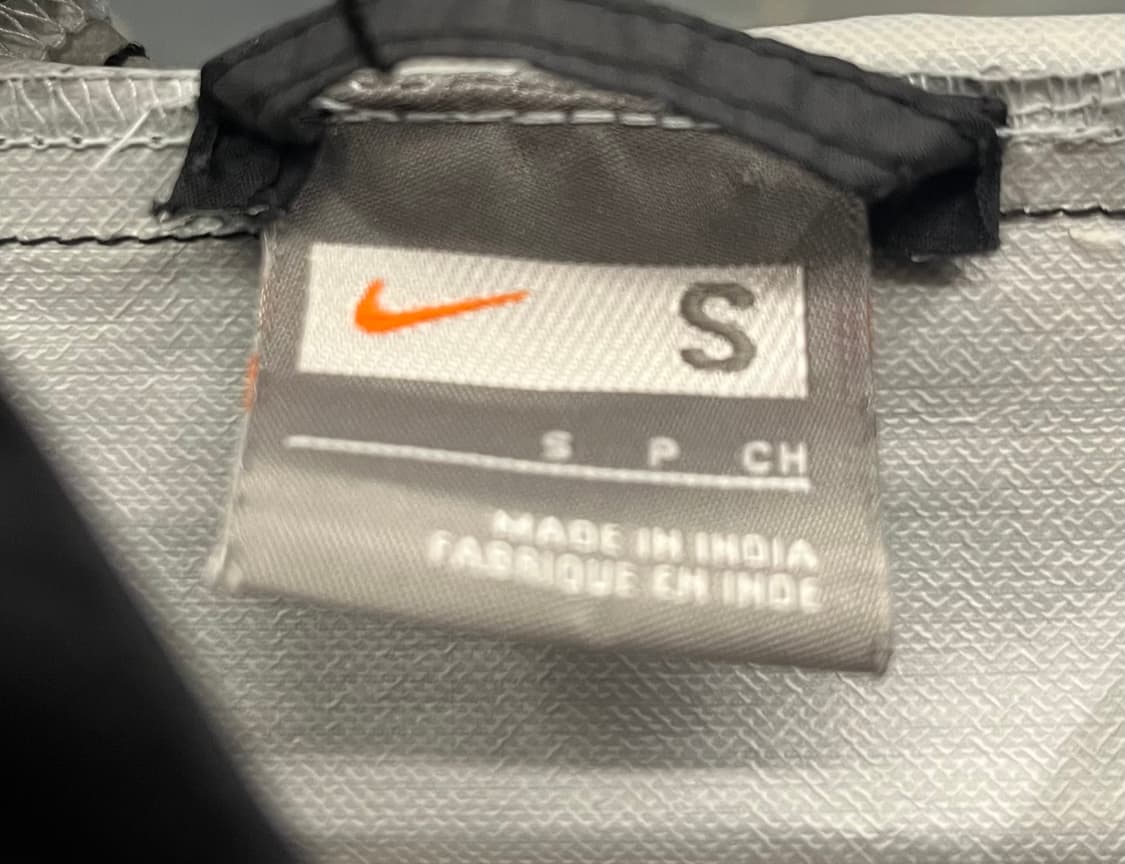 S
S P CH
MADE IN INDIA
FABRIQUE EN INDE